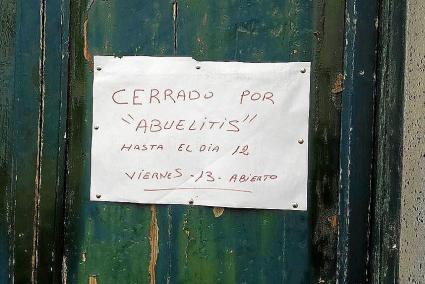 CERRADO POR
"ABUELITIS"
HASTA EL DIA 12
VIERNES - 13 - ABIERTO